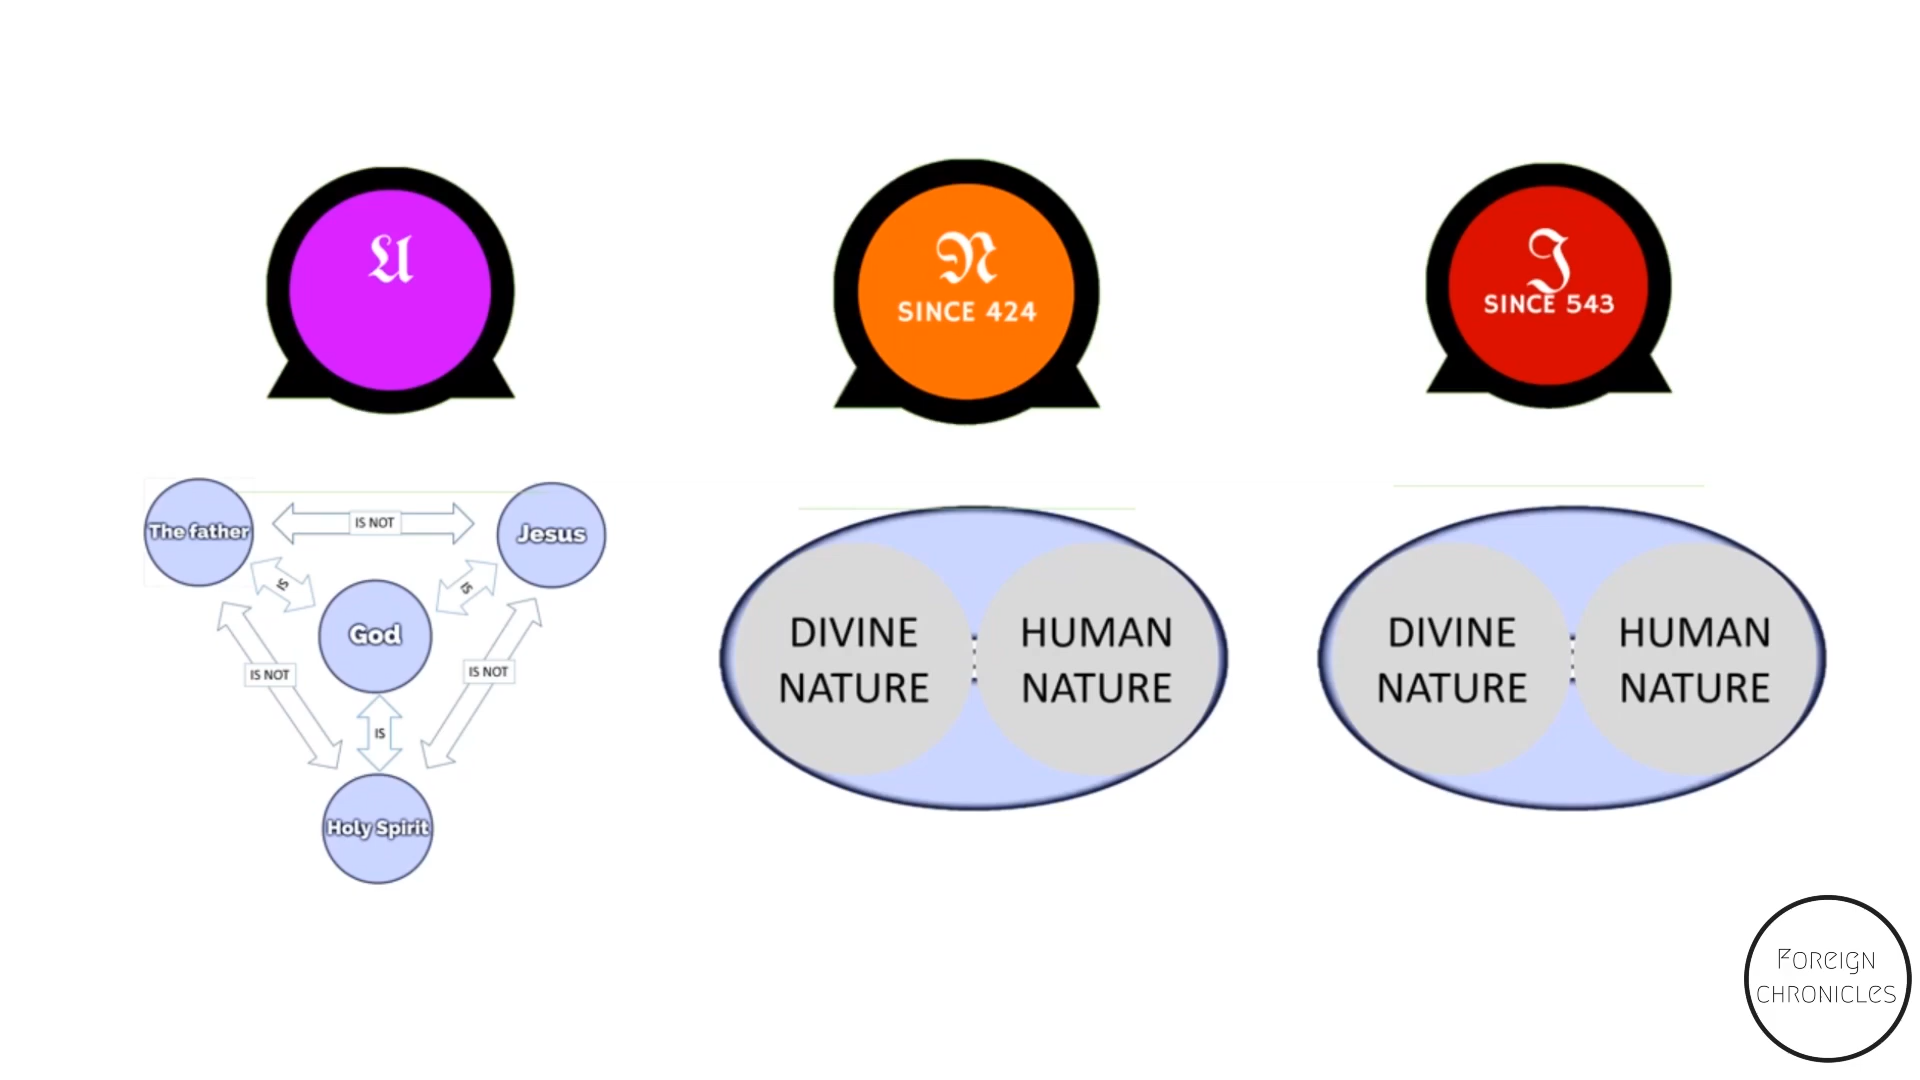 𝔘
𝔑
SINCE 424
ℑ
SINCE 543
The father
IS NOT
Jesus
IS
IS
God
IS NOT
IS NOT
IS
Holy Spirit
DIVINE
NATURE
HUMAN
NATURE
DIVINE
NATURE
HUMAN
NATURE
FOREIGN
CHRONICLES